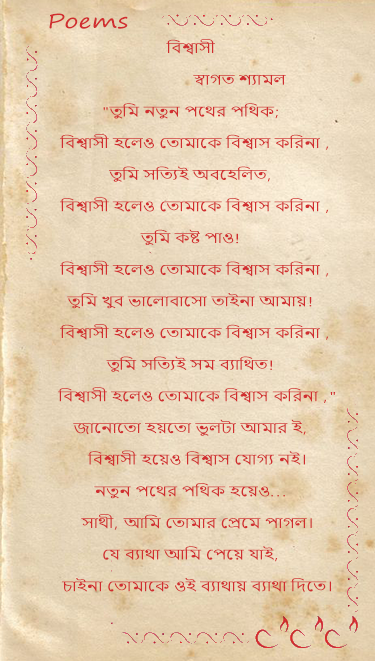 Poems
বিশ্বাসী
স্বাগত শ্যামল
"তুমি নতুন পথের পথিক;
বিশ্বাসী হলেও তোমাকে বিশ্বাস করিনা ,
তুমি সত্যিই অবহেলিত,
বিশ্বাসী হলেও তোমাকে বিশ্বাস করিনা ,
তুমি কষ্ট পাও!
বিশ্বাসী হলেও তোমাকে বিশ্বাস করিনা ,
তুমি খুব ভালোবাসো তাইনা আমায়!
বিশ্বাসী হলেও তোমাকে বিশ্বাস করিনা ,
তুমি সত্যিই সম ব্যাথিত!
বিশ্বাসী হলেও তোমাকে বিশ্বাস করিনা ,"
জানোতো হয়তো ভুলটা আমার ই,
বিশ্বাসী হয়েও বিশ্বাস যোগ্য নই।
নতুন পথের পথিক হয়েও...
সাথী, আমি তোমার প্রেমে পাগল।
যে ব্যাথা আমি পেয়ে যাই,
চাইনা তোমাকে ওই ব্যাথায় ব্যাথা দিতে।